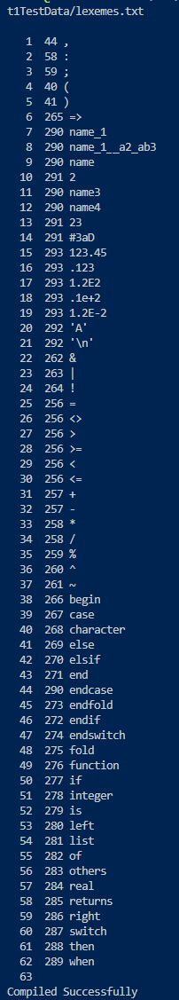 t1TestData/lexemes.txt
1 44 ,
2 58 :
3 59 ;
4 40 (
5 41 )
6 265 =>
7 290 name_1
8 290 name_1__a2_ab3
9 290 name
10 291 2
11 290 name3
12 290 name4
13 291 23
14 291 #3aD
15 293 123.45
16 293 .123
17 293 1.2E2
18 293 .1e+2
19 293 1.2E-2
20 292 'A'
21 292 '\n'
22 262 &
23 263 |
24 264 !
25 256 =
26 256 <>
27 256 >
28 256 >=
29 256 <
30 256 <=
31 257 +
32 257 -
33 258 *
34 258 /
35 259 %
36 260 ^
37 261 ~
38 266 begin
39 267 case
40 268 character
41 269 else
42 270 elsif
43 271 end
44 290 endcase
45 273 endfold
46 272 endif
47 274 endswitch
48 275 fold
49 276 function
50 277 if
51 278 integer
52 279 is
53 280 left
54 281 list
55 282 of
56 283 others
57 284 real
58 285 returns
59 286 right
60 287 switch
61 288 then
62 289 when
63
Compiled Successfully